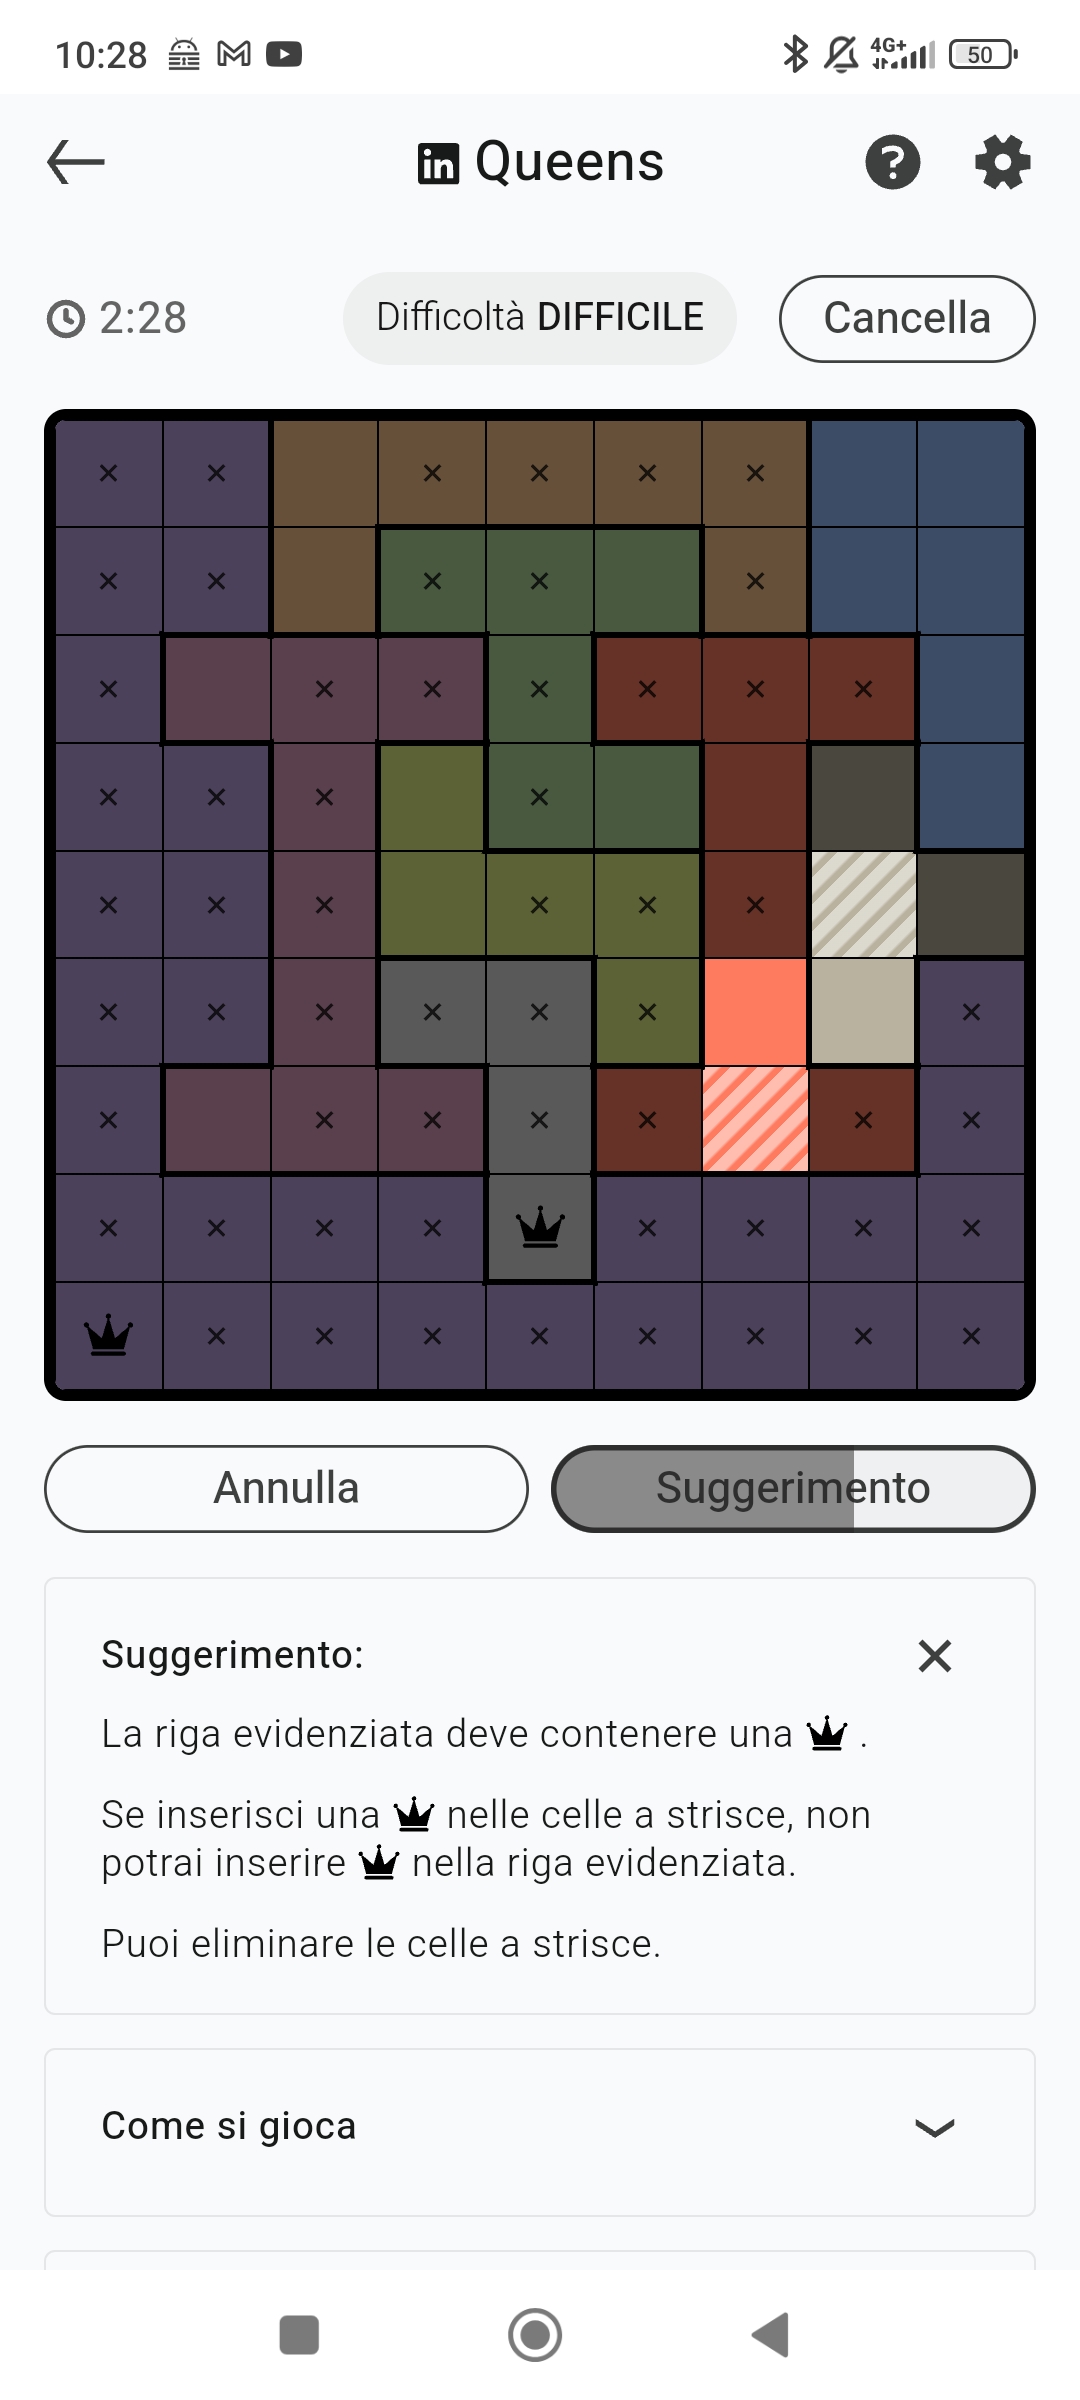 10:28 4G+ 50
in Queens ?
2:28 Difficoltà DIFFICILE Cancella
Annulla Suggerimento
Suggerimento:
La riga evidenziata deve contenere una .
Se inserisci una nelle celle a strisce, non
potrai inserire nella riga evidenziata.
Puoi eliminare le celle a strisce.
Come si gioca